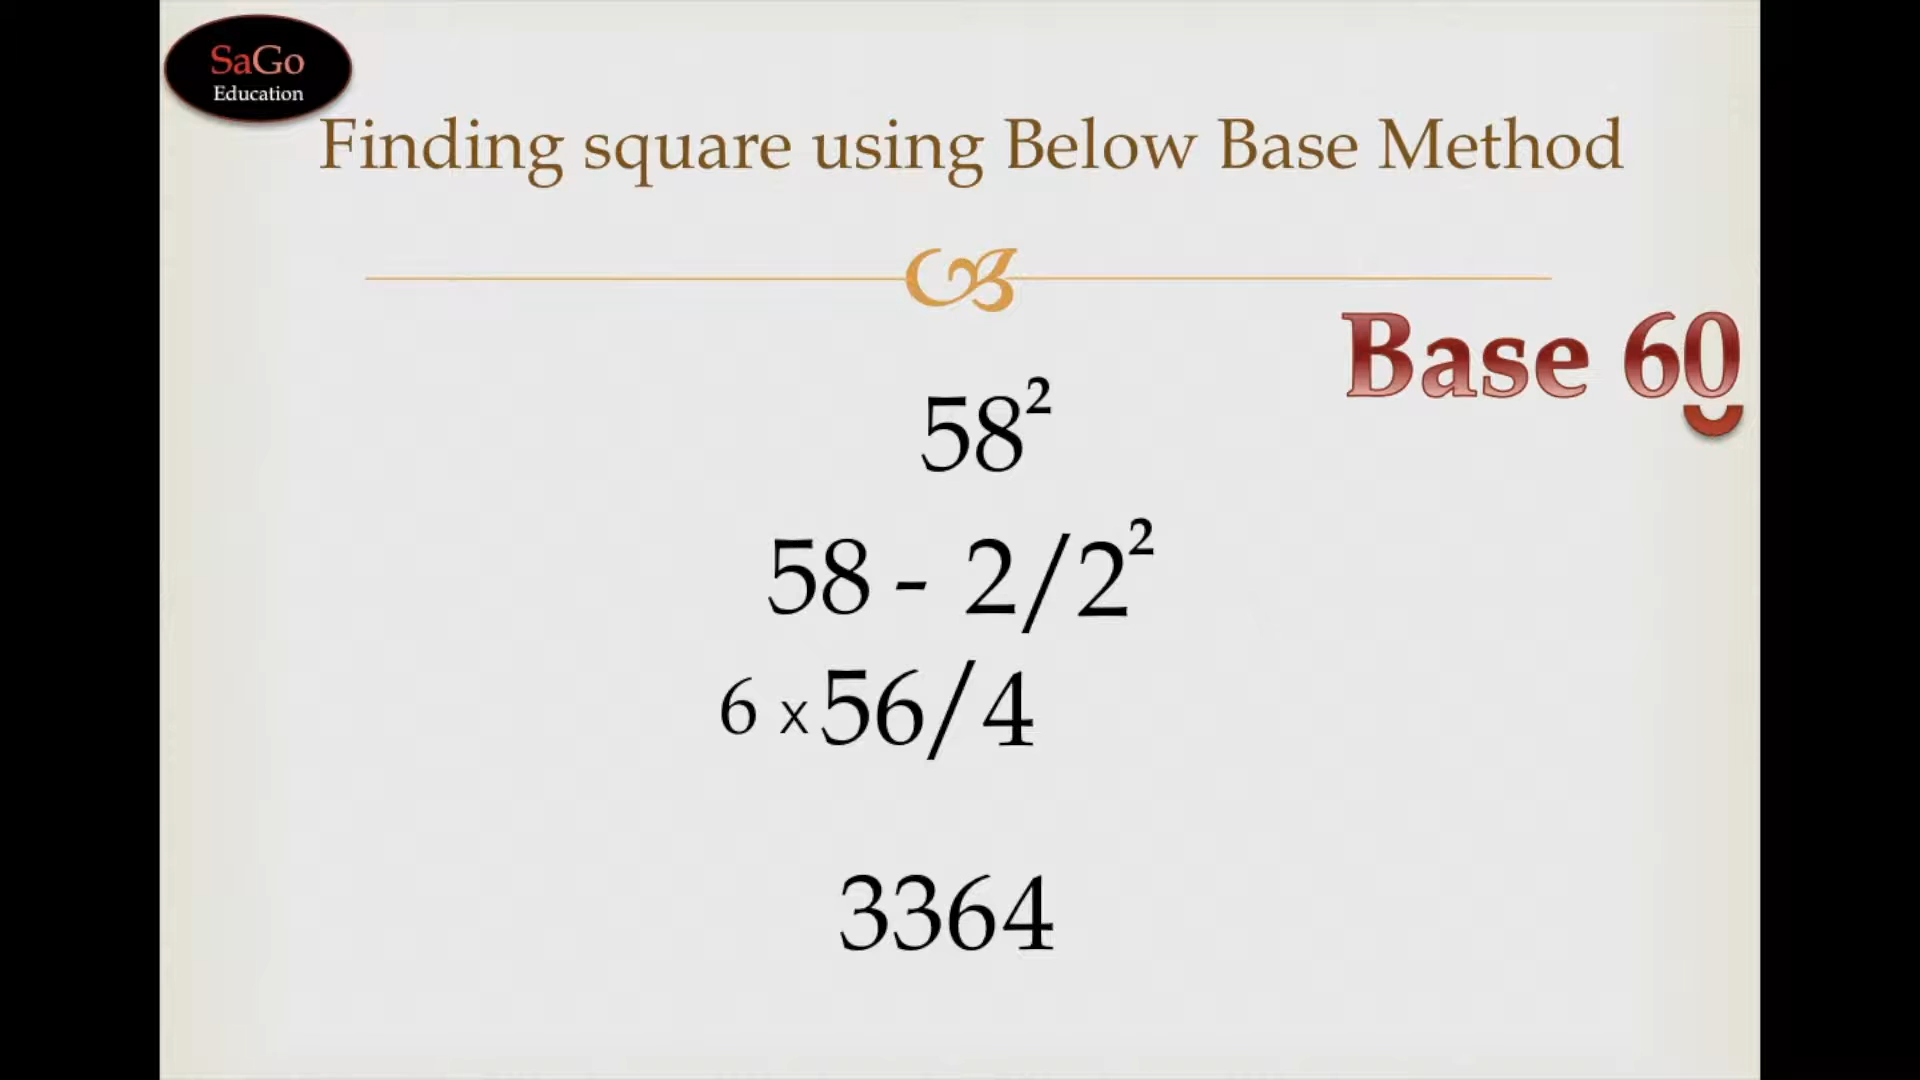 SaGo
Education
Finding square using Below Base Method
Base 60
58²
58 - 2/2²
6 x 56/4
3364